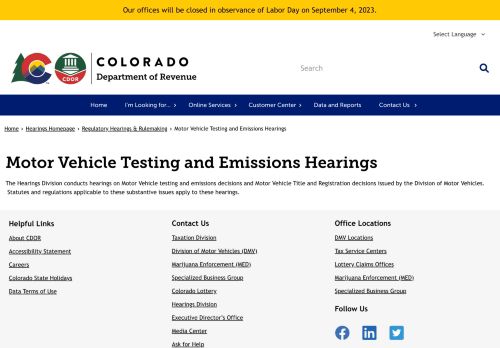 Our offices will be closed in observance of Labor Day on September 4, 2023.
Select Language
CDOR
COLORADO
Department of Revenue
Search
Home
I'm Looking for...
Online Services
Customer Center
Data and Reports
Contact Us
Home › Hearings Homepage › Regulatory Hearings & Rulemaking › Motor Vehicle Testing and Emissions Hearings
Motor Vehicle Testing and Emissions Hearings
The Hearings Division conducts hearings on Motor Vehicle testing and emissions decisions and Motor Vehicle Title and Registration decisions issued by the Division of Motor Vehicles.
Statutes and regulations applicable to these substantive issues apply to these hearings.
Helpful Links
About CDOR
Accessibility Statement
Careers
Colorado State Holidays
Data Terms of Use
Contact Us
Taxation Division
Division of Motor Vehicles (DMV)
Marijuana Enforcement (MED)
Specialized Business Group
Colorado Lottery
Hearings Division
Executive Director's Office
Media Center
Ask for Help
Office Locations
DMV Locations
Tax Service Centers
Lottery Claims Offices
Marijuana Enforcement (MED)
Specialized Business Group
Follow Us